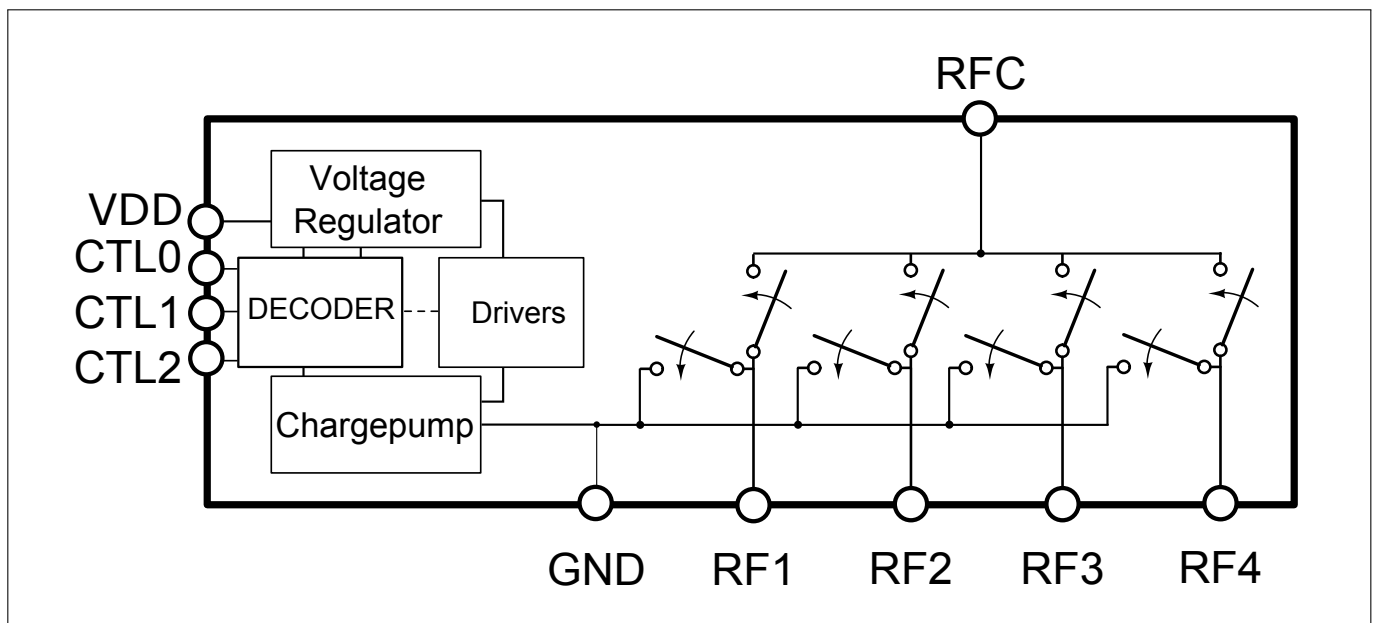 RFC
Voltage
Regulator
VDD
CTL0
CTL1
CTL2
DECODER
Drivers
Chargepump
GND
RF1
RF2
RF3
RF4